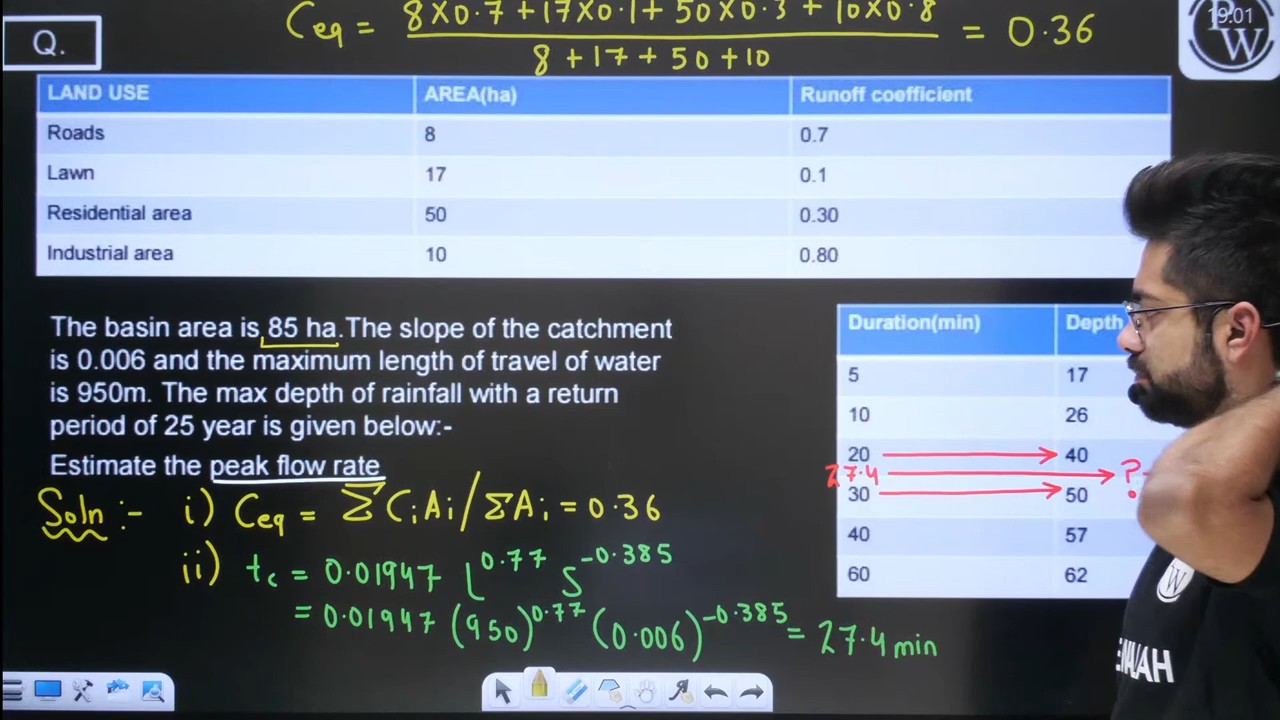 Ceq = 8×0.7+17×0.1+50×0.3+10×0.8 / 8+17+50+10 = 0.36
19:01
PW
Q.
LAND USE AREA(ha) Runoff coefficient
Roads 8 0.7
Lawn 17 0.1
Residential area 50 0.30
Industrial area 10 0.80
The basin area is 85 ha.The slope of the catchment
is 0.006 and the maximum length of travel of water
is 950m. The max depth of rainfall with a return
period of 25 year is given below:-
Estimate the peak flow rate
Duration(min) Depth
5 17
10 26
20 40
27.4 ?
30 50
40 57
60 62
Soln :- i) Ceq = ΣCiAi/ΣAi = 0.36
ii) tc = 0.01947 L^0.77 S^-0.385
= 0.01947 (950)^0.77 (0.006)^-0.385 = 27.4 min
W